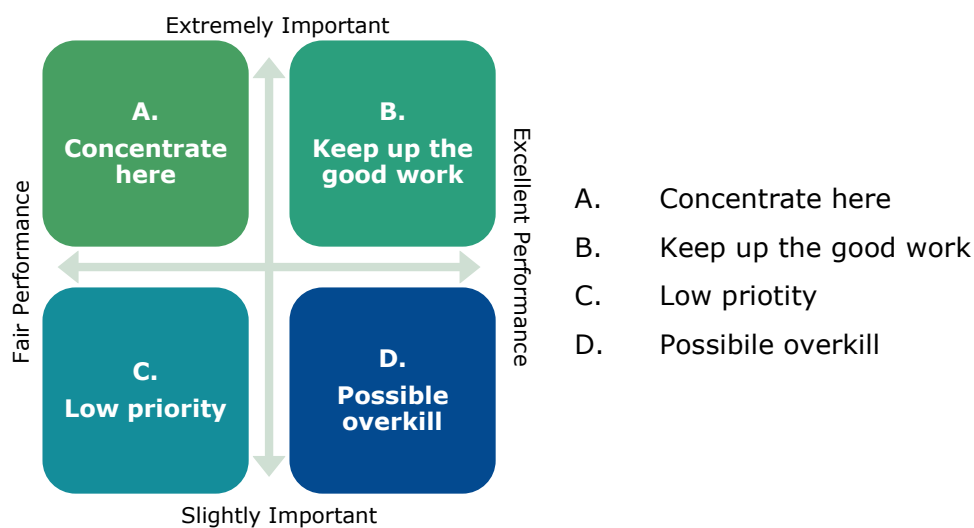 Extremely Important
A.
Concentrate
here
B.
Keep up the
good work
Fair Performance
Excellent Performance
C.
Low priority
D.
Possible
overkill
Slightly Important
A. Concentrate here
B. Keep up the good work
C. Low priotity
D. Possibile overkill